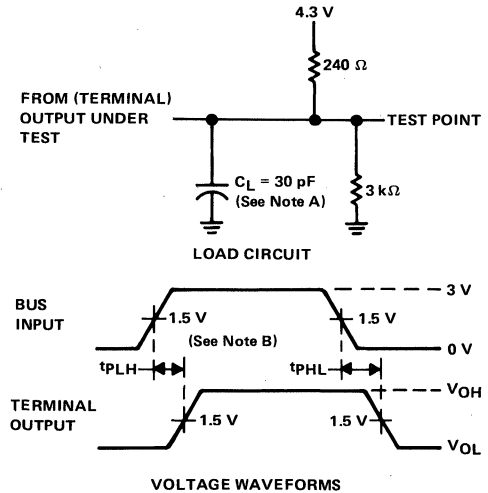 4.3 V
240 Ω
FROM (TERMINAL)
OUTPUT UNDER
TEST
TEST POINT
CL = 30 pF
(See Note A)
3 kΩ
LOAD CIRCUIT
BUS
INPUT
3 V
1.5 V
1.5 V
(See Note B)
0 V
tPLH
tPHL
TERMINAL
OUTPUT
VOH
1.5 V
1.5 V
VOL
VOLTAGE WAVEFORMS